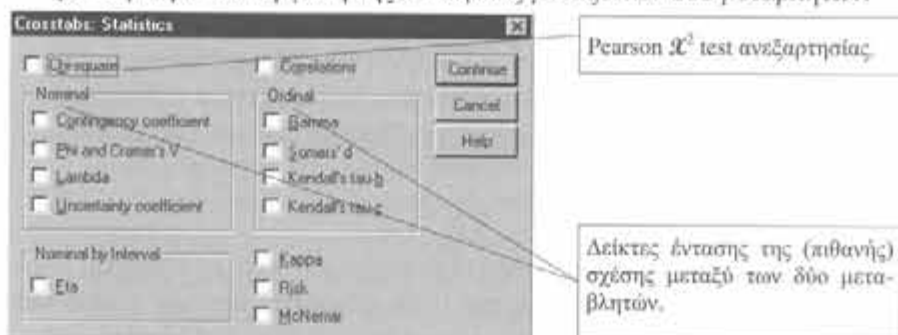 Crosstabs: Statistics
Chi-square
Correlations
Continue
Nominal
Ordinal
Cancel
Contingency coefficient
Gamma
Help
Phi and Cramer's V
Somers' d
Lambda
Kendall's tau-b
Uncertainty coefficient
Kendall's tau-c
Nominal by Interval
Kappa
Eta
Risk
McNemar
Pearson 𝒳² test ανεξαρτησίας.
Δείκτες έντασης της (πιθανής)
σχέσης μεταξύ των δύο μετα-
βλητών.